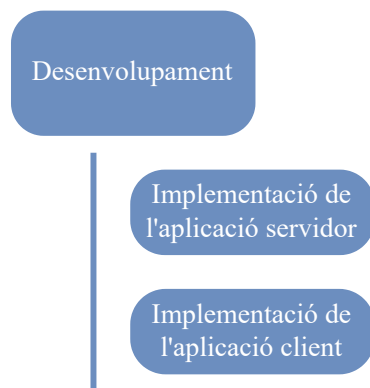 Desenvolupament
Implementació de
l'aplicació servidor
Implementació de
l'aplicació client